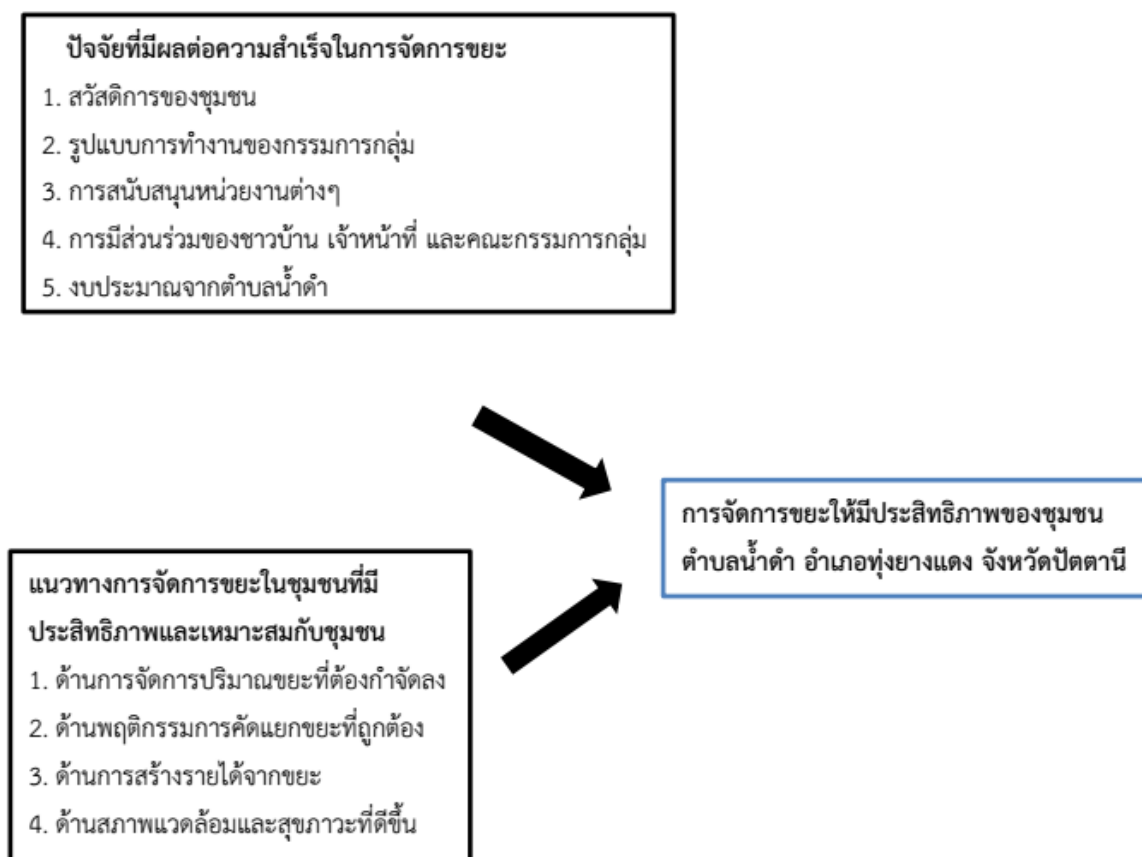 ปัจจัยที่มีผลต่อความสำเร็จในการจัดการขยะ
1. สวัสดิการของชุมชน
2. รูปแบบการทำงานของกรรมการกลุ่ม
3. การสนับสนุนหน่วยงานต่างๆ
4. การมีส่วนร่วมของชาวบ้าน เจ้าหน้าที่ และคณะกรรมการกลุ่ม
5. งบประมาณจากตำบลน้ำดำ
การจัดการขยะให้มีประสิทธิภาพของชุมชน
ตำบลน้ำดำ อำเภอทุ่งยางแดง จังหวัดปัตตานี
แนวทางการจัดการขยะในชุมชนที่มี
ประสิทธิภาพและเหมาะสมกับชุมชน
1. ด้านการจัดการปริมาณขยะที่ต้องกำจัดลง
2. ด้านพฤติกรรมการคัดแยกขยะที่ถูกต้อง
3. ด้านการสร้างรายได้จากขยะ
4. ด้านสภาพแวดล้อมและสุขภาวะที่ดีขึ้น